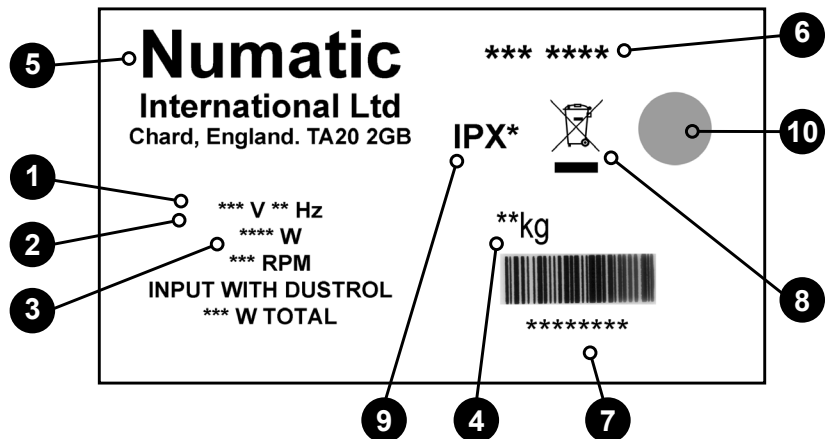 Numatic
International Ltd
Chard, England. TA20 2GB
*** ****
IPX*
*** V ** Hz
**** W
*** RPM
INPUT WITH DUSTROL
*** W TOTAL
**kg
********
5
1
2
3
6
10
8
9
4
7